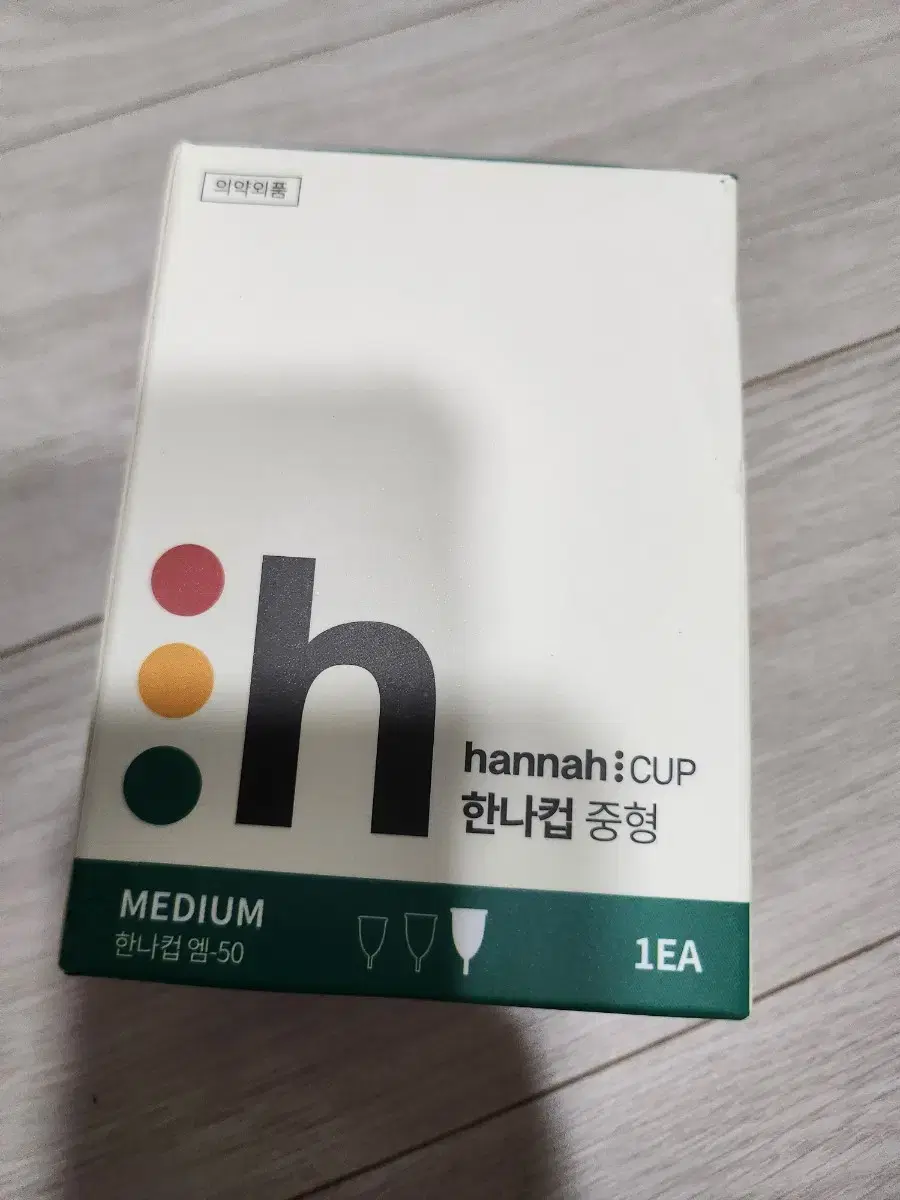 의약외품
h
hannah:CUP
한나컵 중형
MEDIUM
한나컵 엠-50
1EA